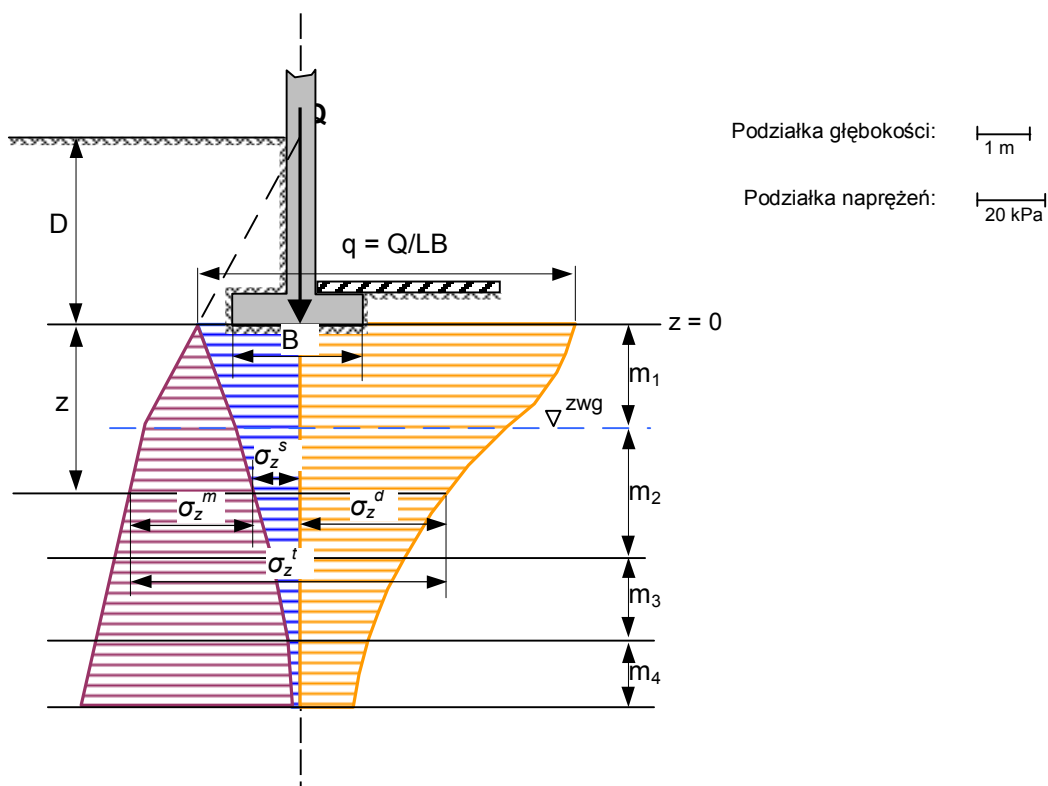 Q
Podziałka głębokości:
1 m
Podziałka naprężeń:
20 kPa
D
q = Q/LB
z = 0
B
m₁
z
zwg
σzˢ
m₂
σzᵐ
σzᵈ
σzᵗ
m₃
m₄